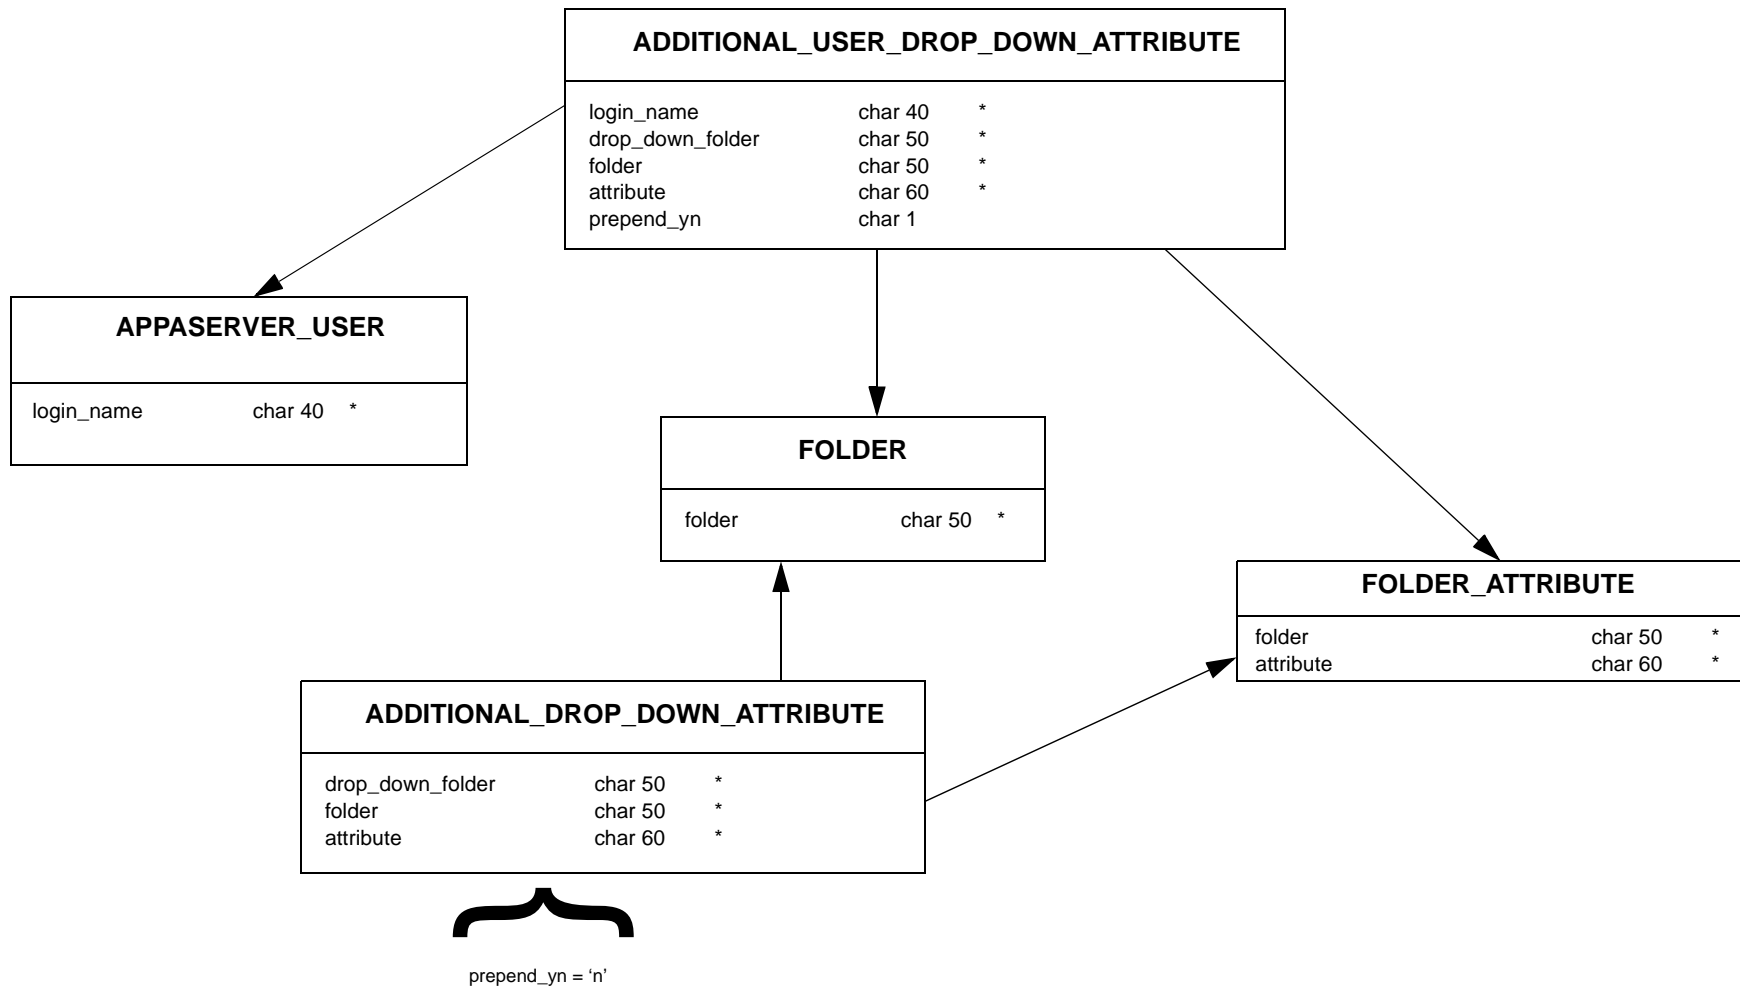 ADDITIONAL_USER_DROP_DOWN_ATTRIBUTE
login_name char 40 *
drop_down_folder char 50 *
folder char 50 *
attribute char 60 *
prepend_yn char 1
APPASERVER_USER
login_name char 40 *
FOLDER
folder char 50 *
FOLDER_ATTRIBUTE
folder char 50 *
attribute char 60 *
ADDITIONAL_DROP_DOWN_ATTRIBUTE
drop_down_folder char 50 *
folder char 50 *
attribute char 60 *
prepend_yn = ‘n’